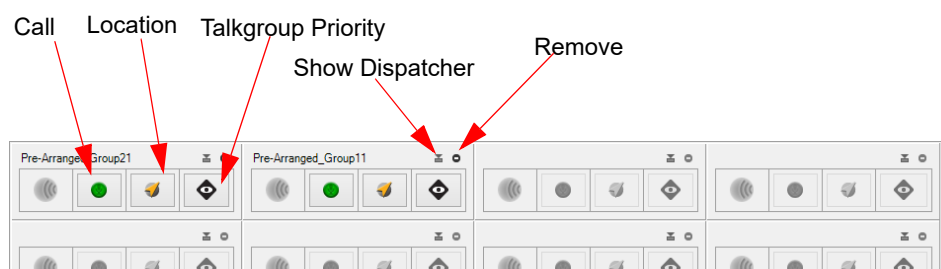 Call
Location
Talkgroup Priority
Show Dispatcher
Remove
Pre-Arranged_Group21
Pre-Arranged_Group11